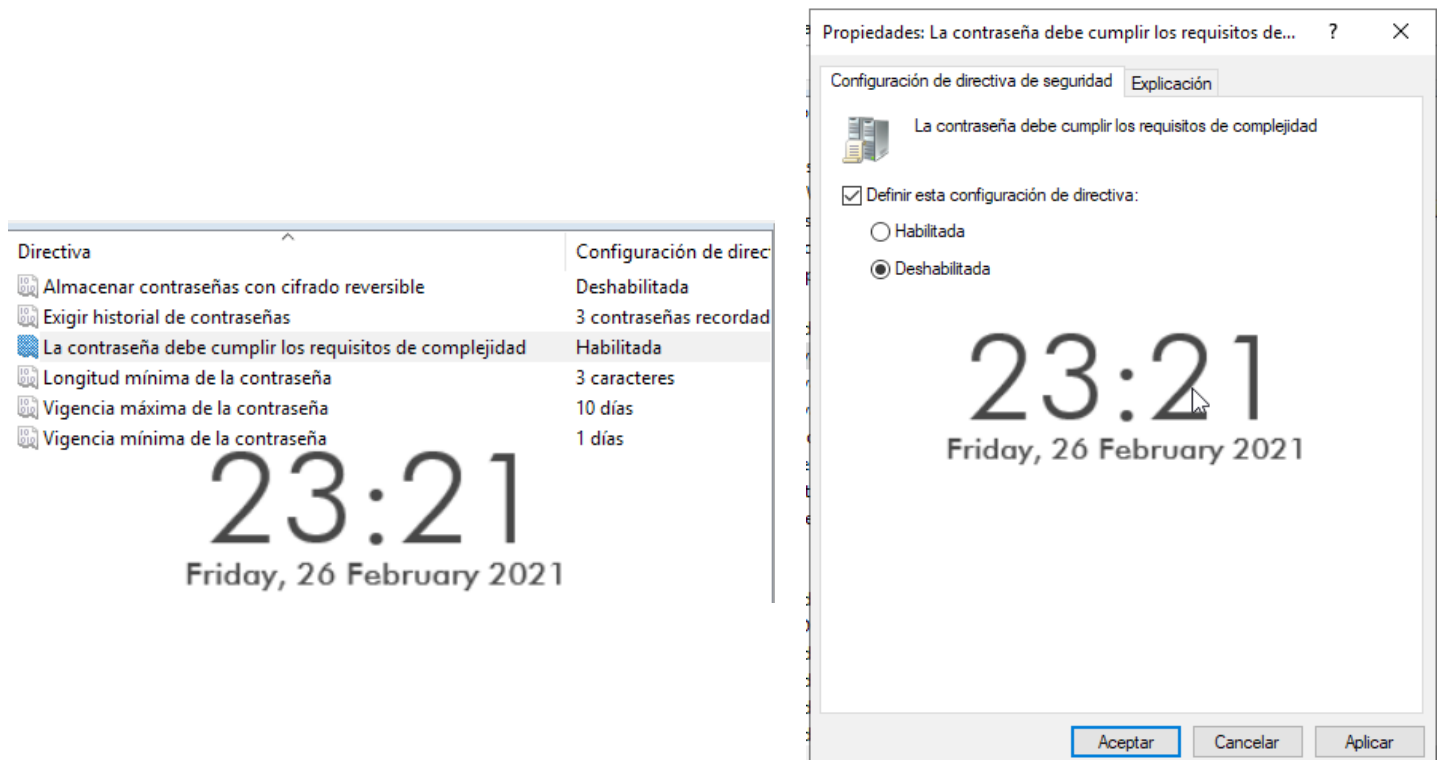 Directiva Configuración de direc
Almacenar contraseñas con cifrado reversible Deshabilitada
Exigir historial de contraseñas 3 contraseñas recordad
La contraseña debe cumplir los requisitos de complejidad Habilitada
Longitud mínima de la contraseña 3 caracteres
Vigencia máxima de la contraseña 10 días
Vigencia mínima de la contraseña 1 días
23:21
Friday, 26 February 2021
Propiedades: La contraseña debe cumplir los requisitos de... ?
Configuración de directiva de seguridad Explicación
La contraseña debe cumplir los requisitos de complejidad
Definir esta configuración de directiva:
Habilitada
Deshabilitada
23:21
Friday, 26 February 2021
Aceptar Cancelar Aplicar